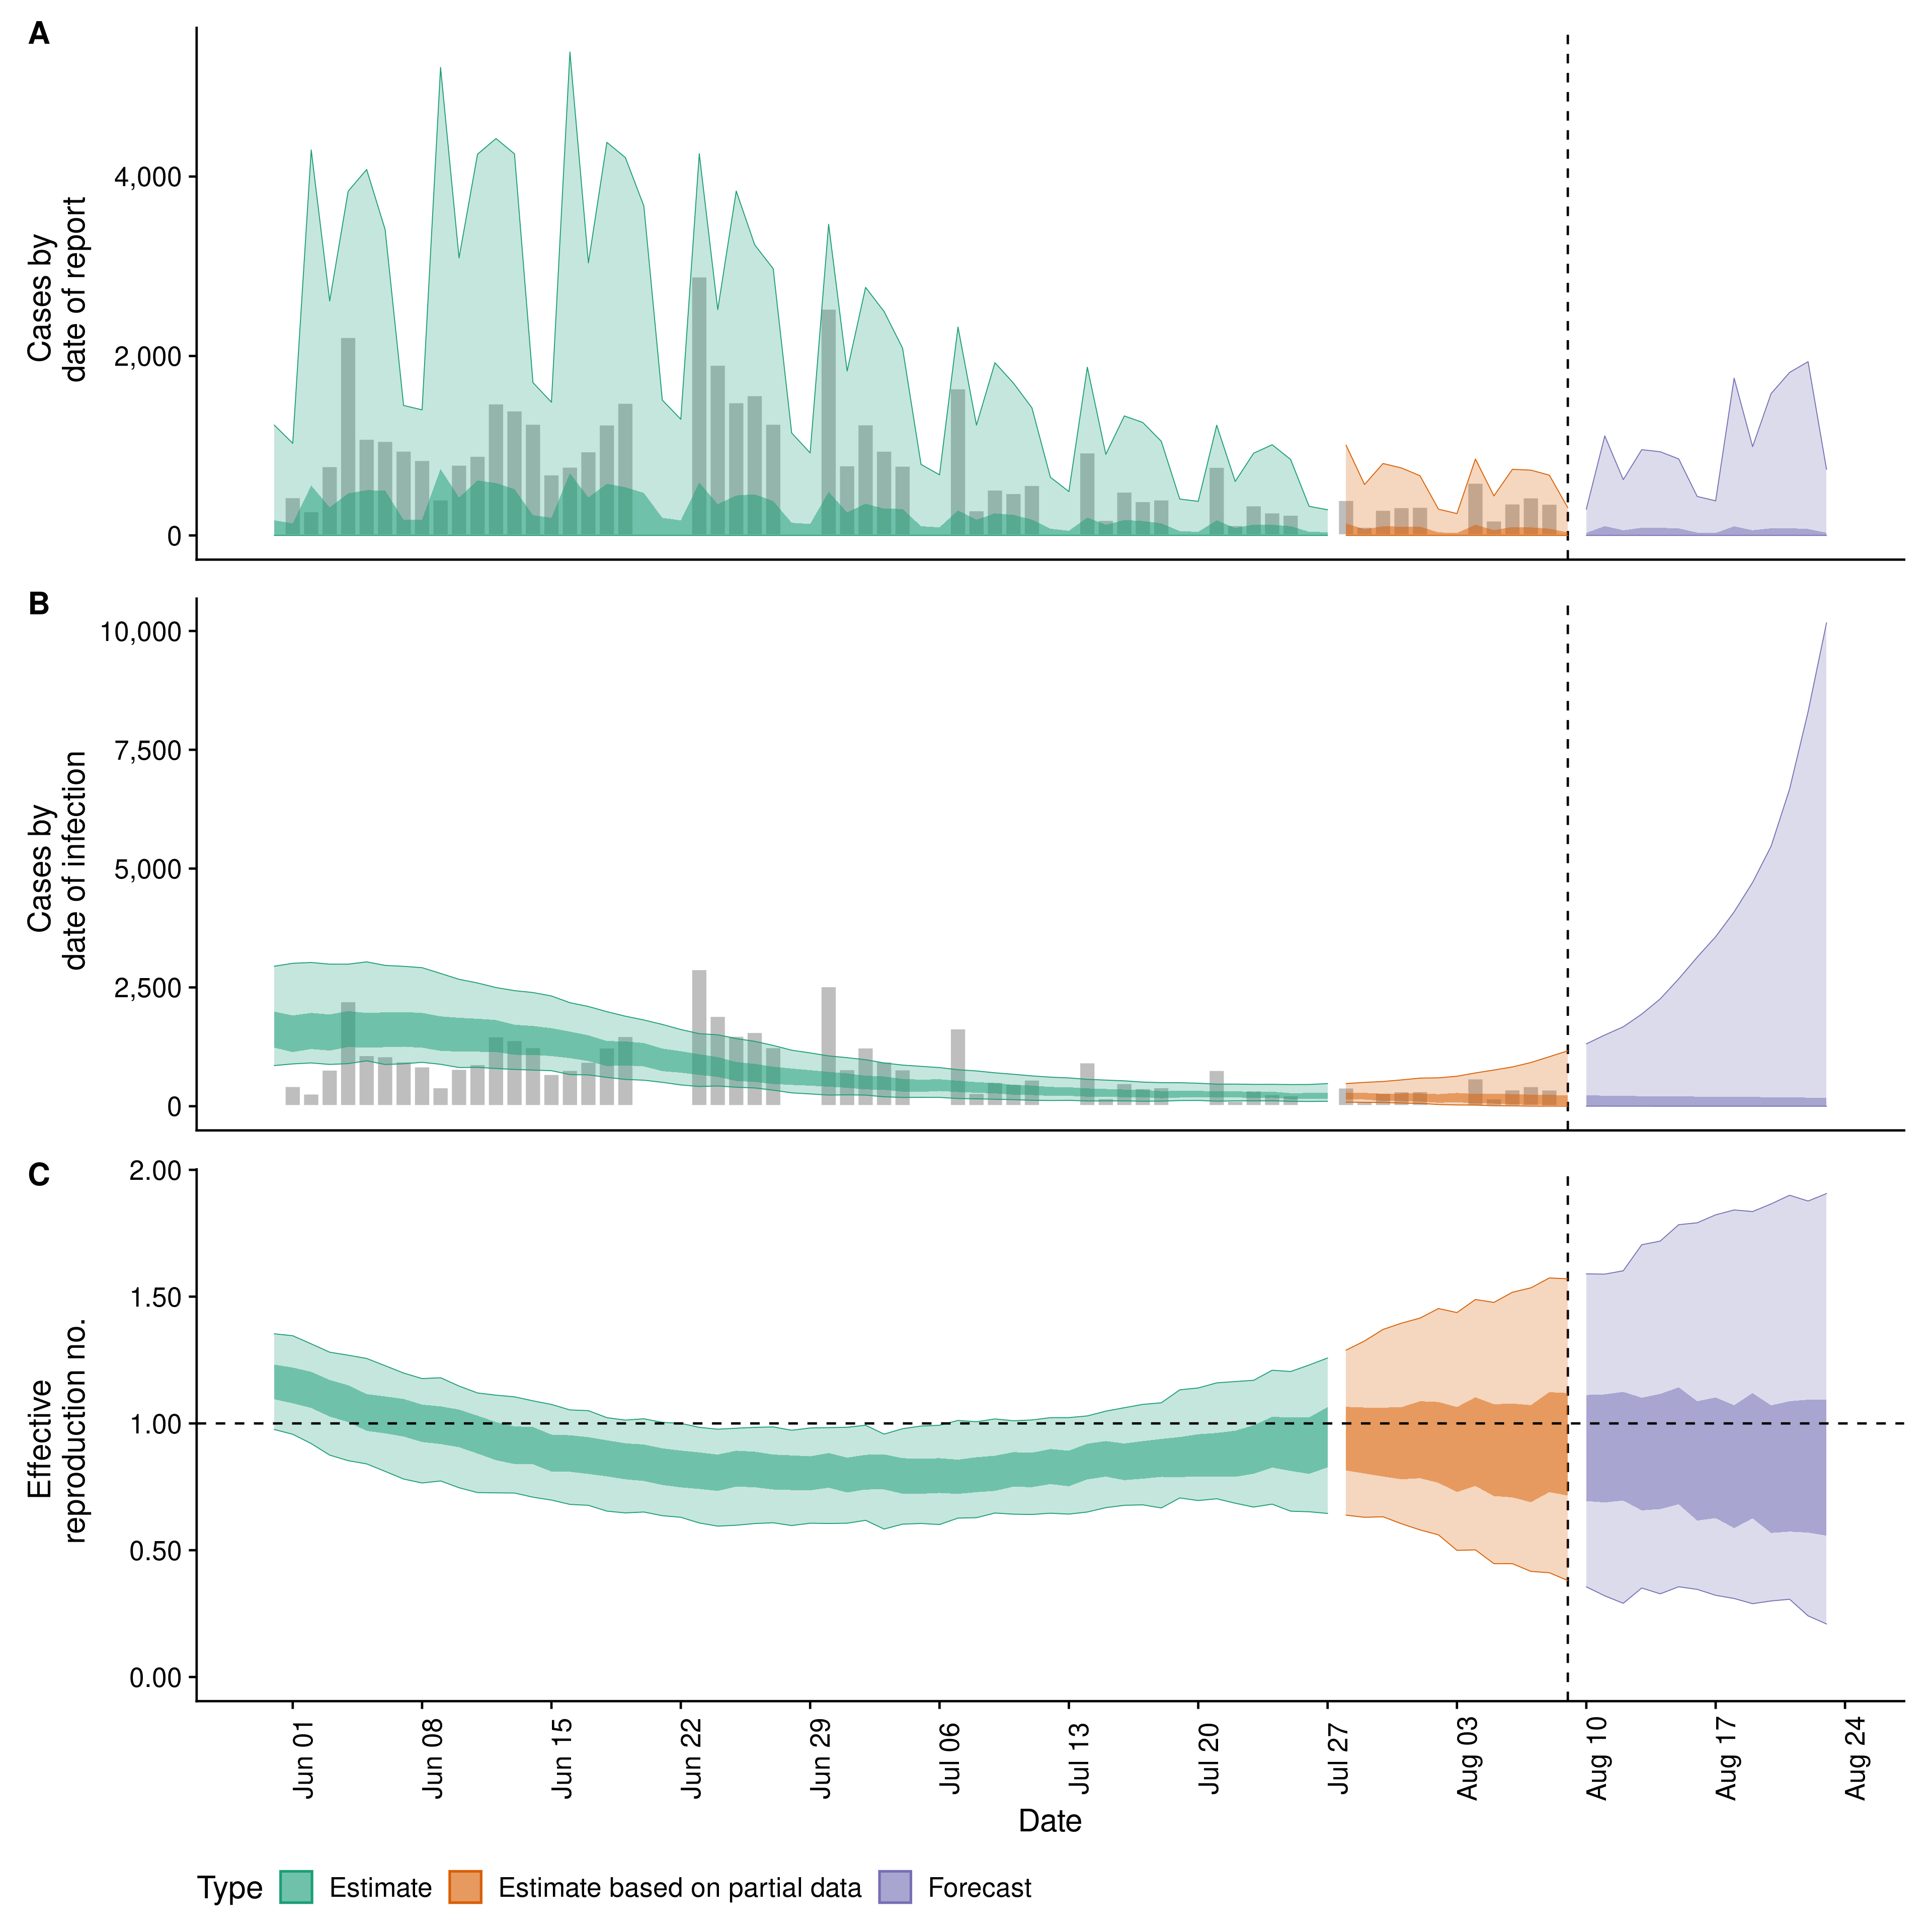 A
Cases by
date of report
4,000
2,000
0
B
Cases by
date of infection
10,000
7,500
5,000
2,500
0
C
Effective
reproduction no.
2.00
1.50
1.00
0.50
0.00
Jun 01
Jun 08
Jun 15
Jun 22
Jun 29
Jul 06
Jul 13
Jul 20
Jul 27
Aug 03
Aug 10
Aug 17
Aug 24
Date
Type Estimate Estimate based on partial data Forecast